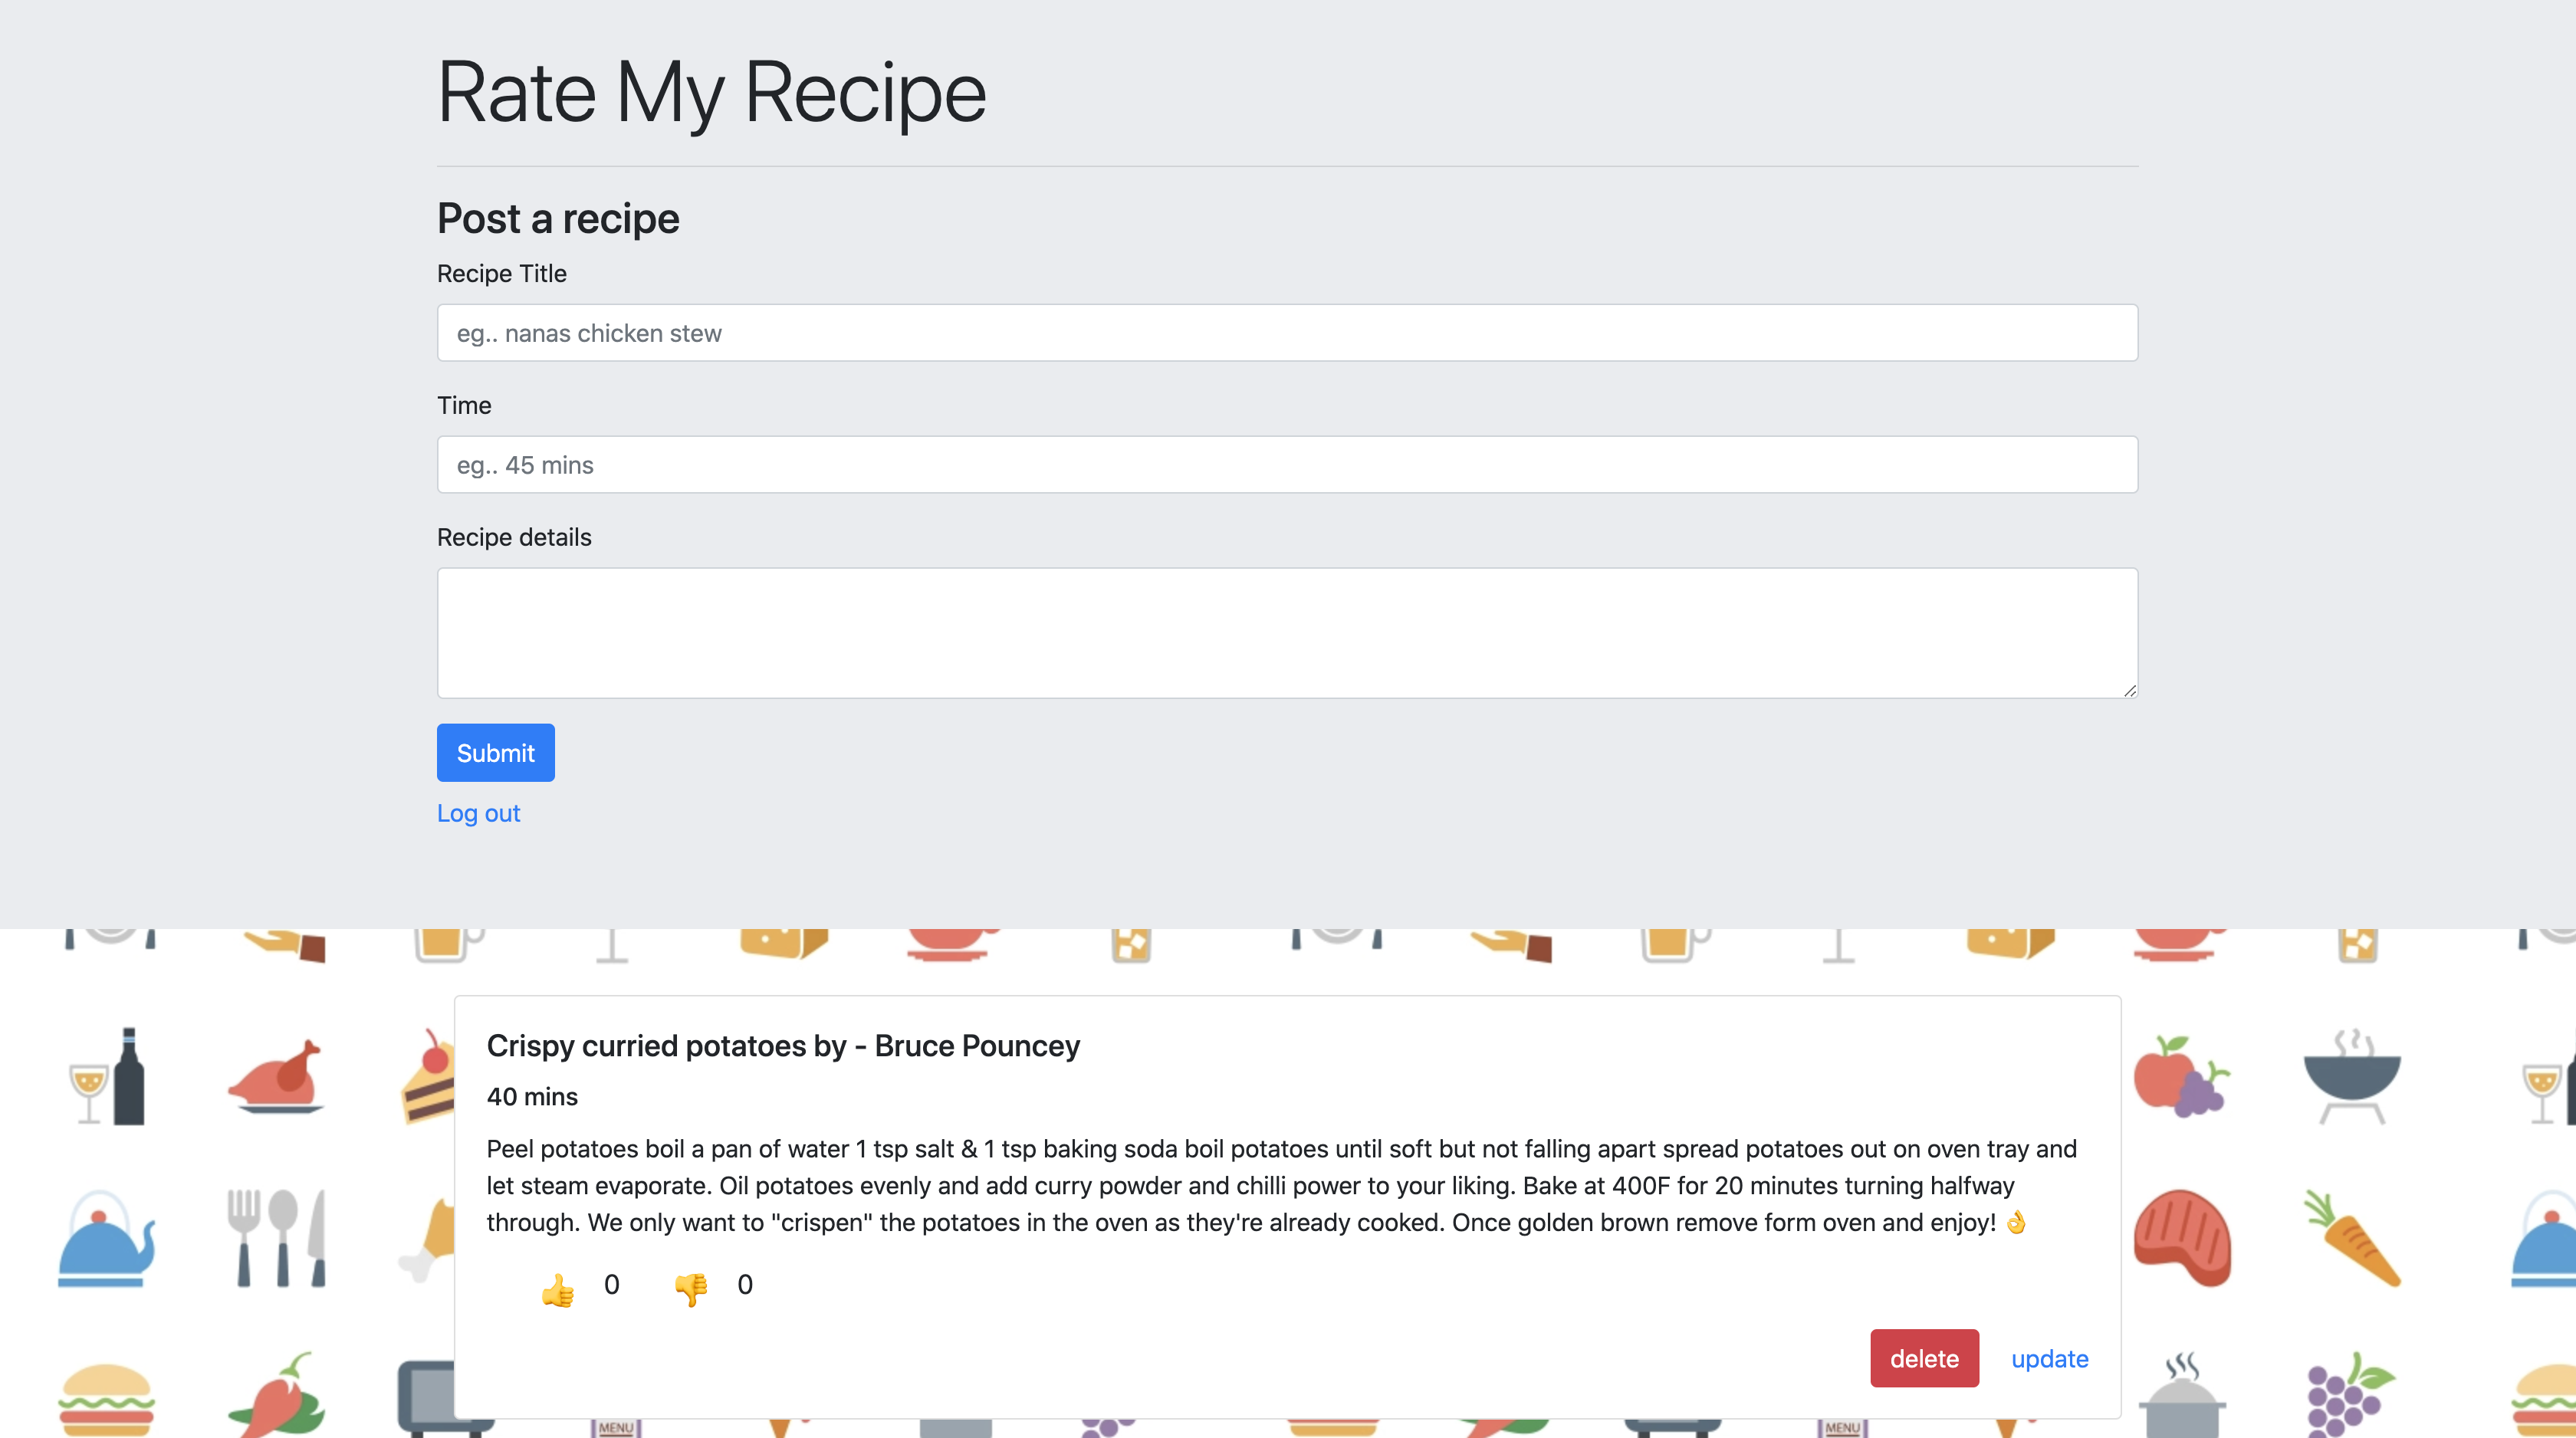 Rate My Recipe
Post a recipe
Recipe Title
eg.. nanas chicken stew
Time
eg.. 45 mins
Recipe details
Submit
Log out
Crispy curried potatoes by - Bruce Pouncey
40 mins
Peel potatoes boil a pan of water 1 tsp salt & 1 tsp baking soda boil potatoes until soft but not falling apart spread potatoes out on oven tray and
let steam evaporate. Oil potatoes evenly and add curry powder and chilli power to your liking. Bake at 400F for 20 minutes turning halfway
through. We only want to "crispen" the potatoes in the oven as they're already cooked. Once golden brown remove form oven and enjoy! 👌
👍 0 👎 0
delete update
MENU MENU